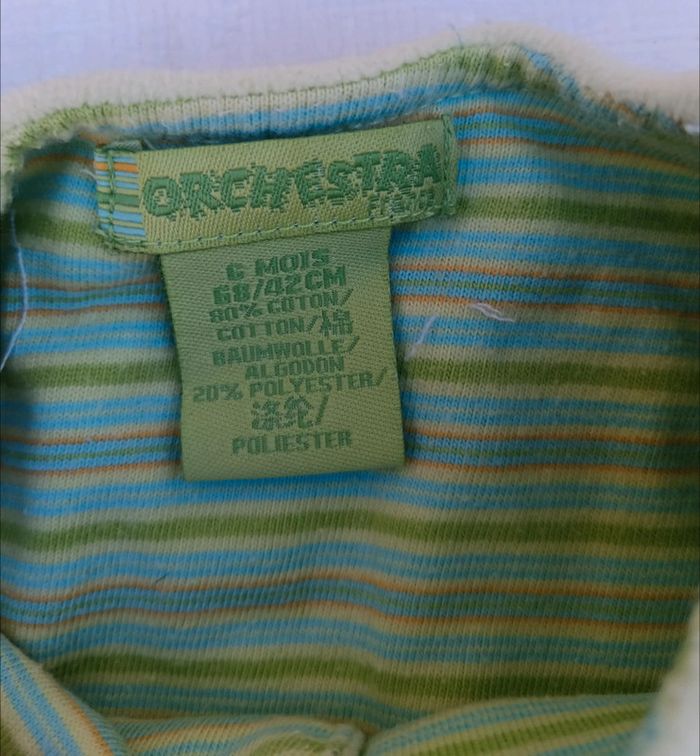 ORCHESTRA
6 MOIS
68/42CM
80% COTON/
COTTON/棉
BAUMWOLLE/
ALGODON
20% POLYESTER/
涤纶/
POLIESTER